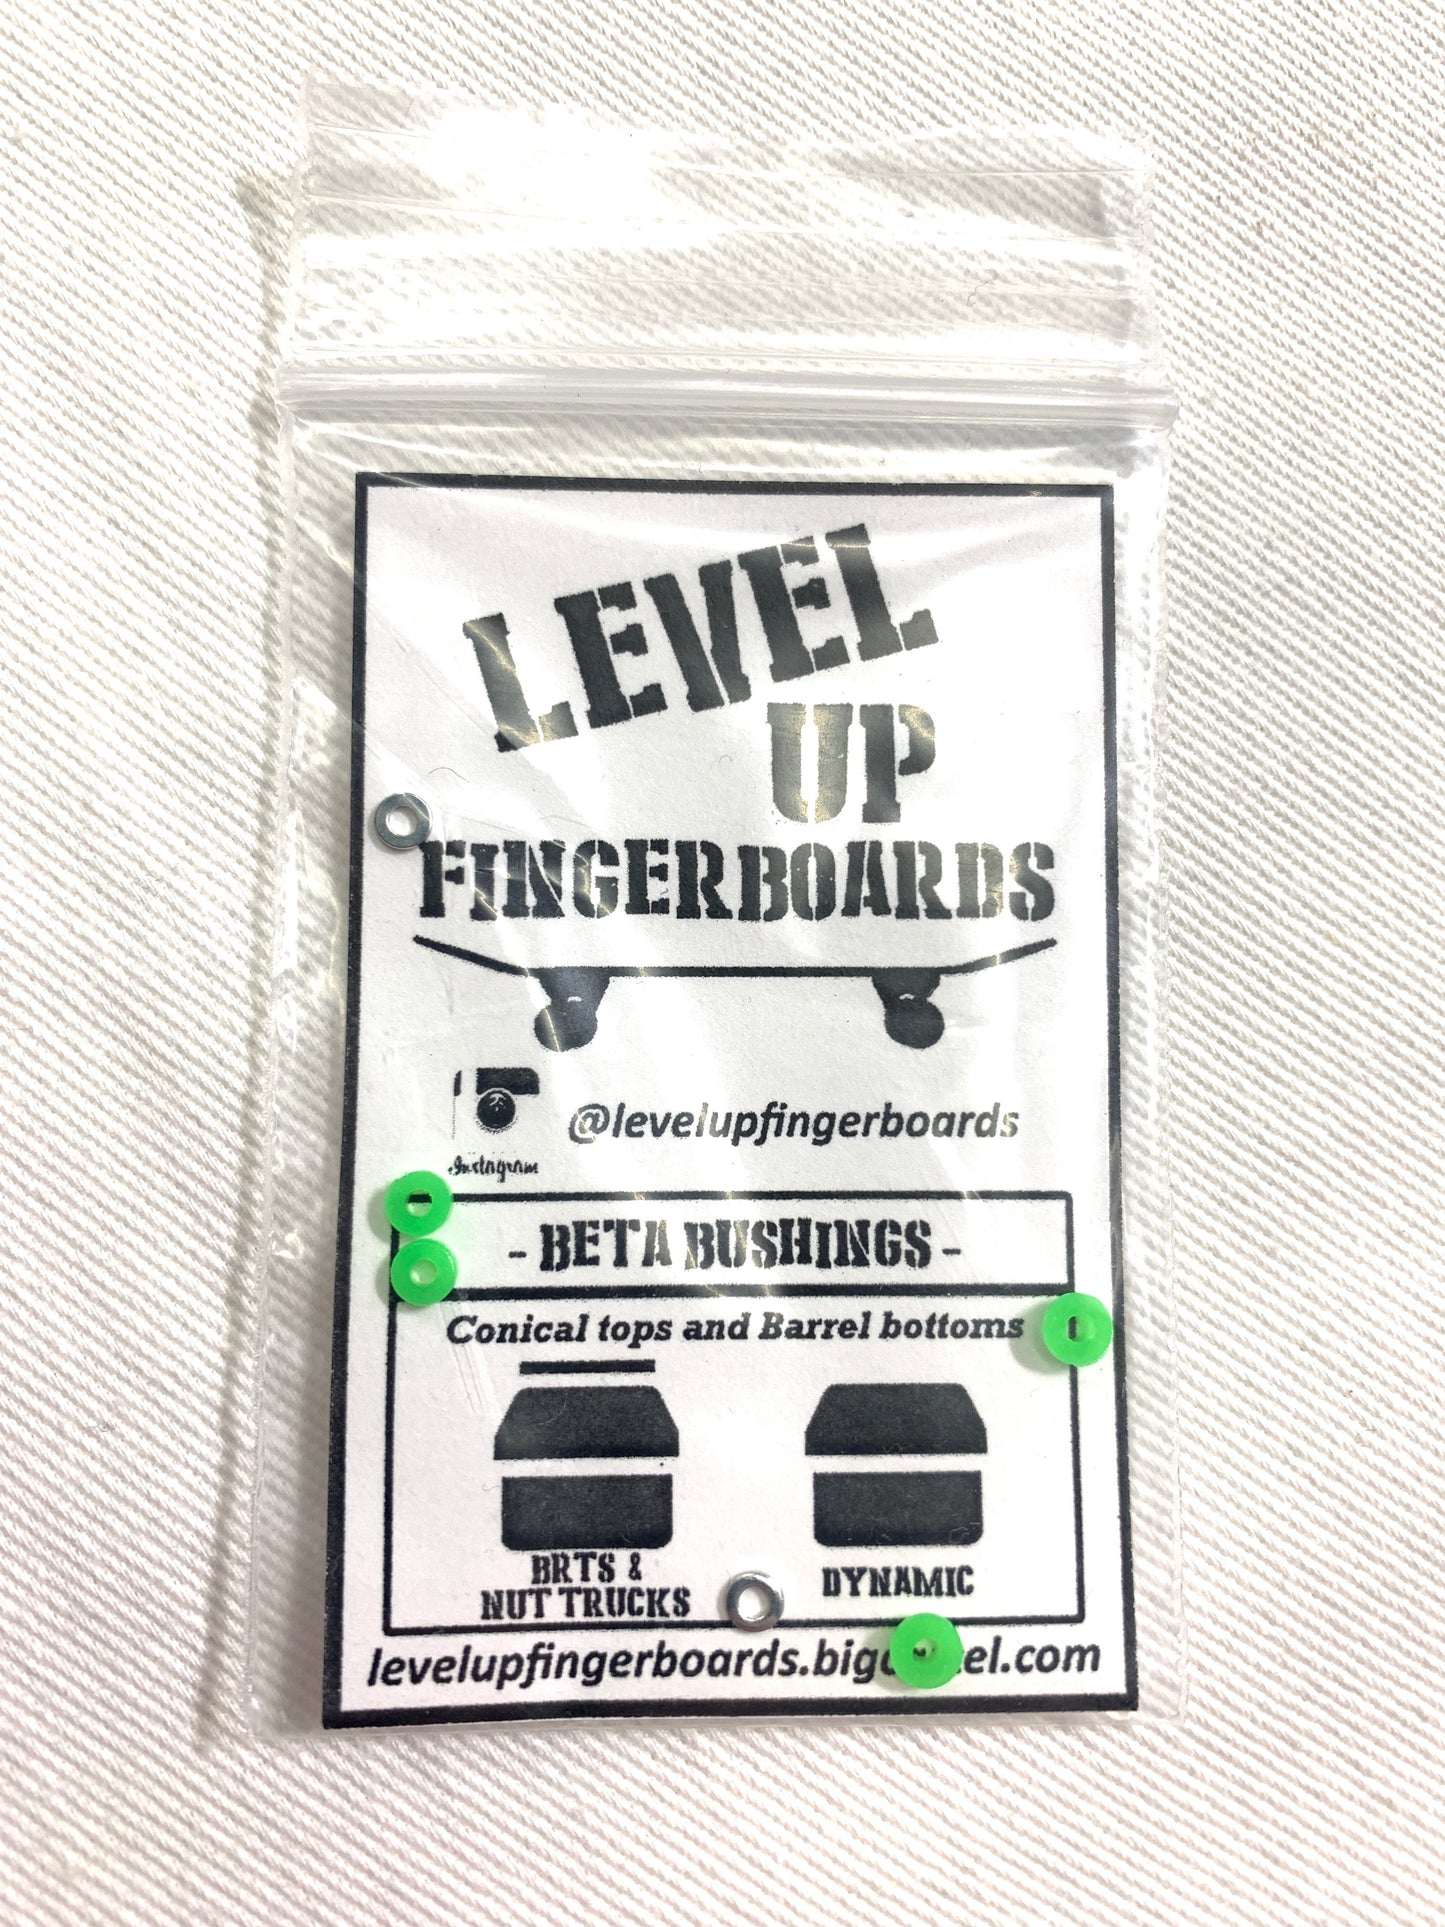 LEVEL
UP
FINGERBOARDS
@levelupfingerboards
Instagram
- BETA BUSHINGS -
Conical tops and Barrel bottoms
BRTS &
NUT TRUCKS
DYNAMIC